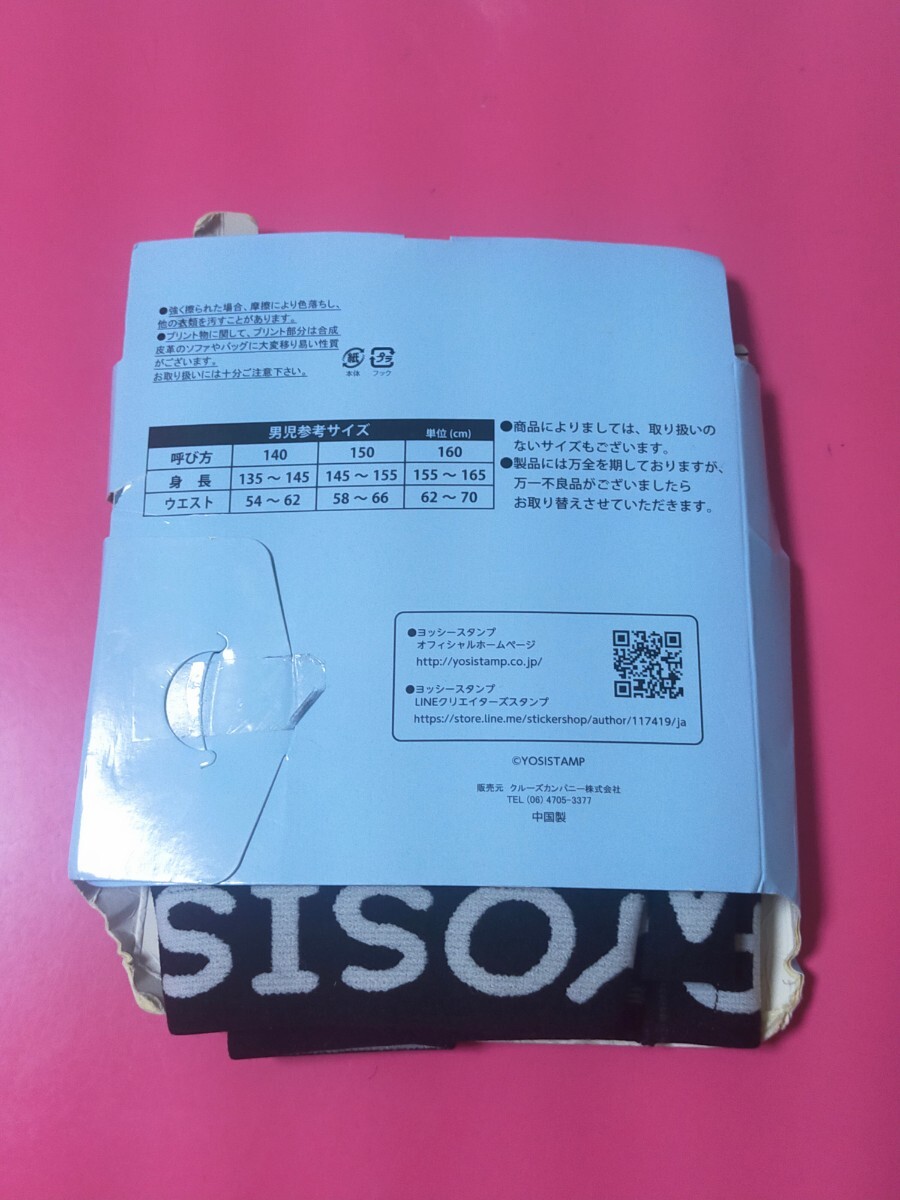 ●強く擦られた場合、摩擦により色落ちし、
他の衣類を汚すことがあります。
●プリント物に関して、プリント部分は合成
皮革のソファやバッグに大変移り易い性質
がございます。
お取り扱いには十分ご注意下さい。
紙 プラ
本体 フック
男児参考サイズ 単位(cm)
呼び方 140 150 160
身長 135～145 145～155 155～165
ウエスト 54～62 58～66 62～70
●商品によりましては、取り扱いの
ないサイズもございます。
●製品には万全を期しておりますが、
万一不良品がございましたら
お取り替えさせていただきます。
●ヨッシースタンプ
オフィシャルホームページ
http://yosistamp.co.jp/
●ヨッシースタンプ
LINEクリエイターズスタンプ
https://store.line.me/stickershop/author/117419/ja
©YOSISTAMP
販売元 クルーズカンパニー株式会社
TEL (06) 4705-3377
中国製
YOSIS